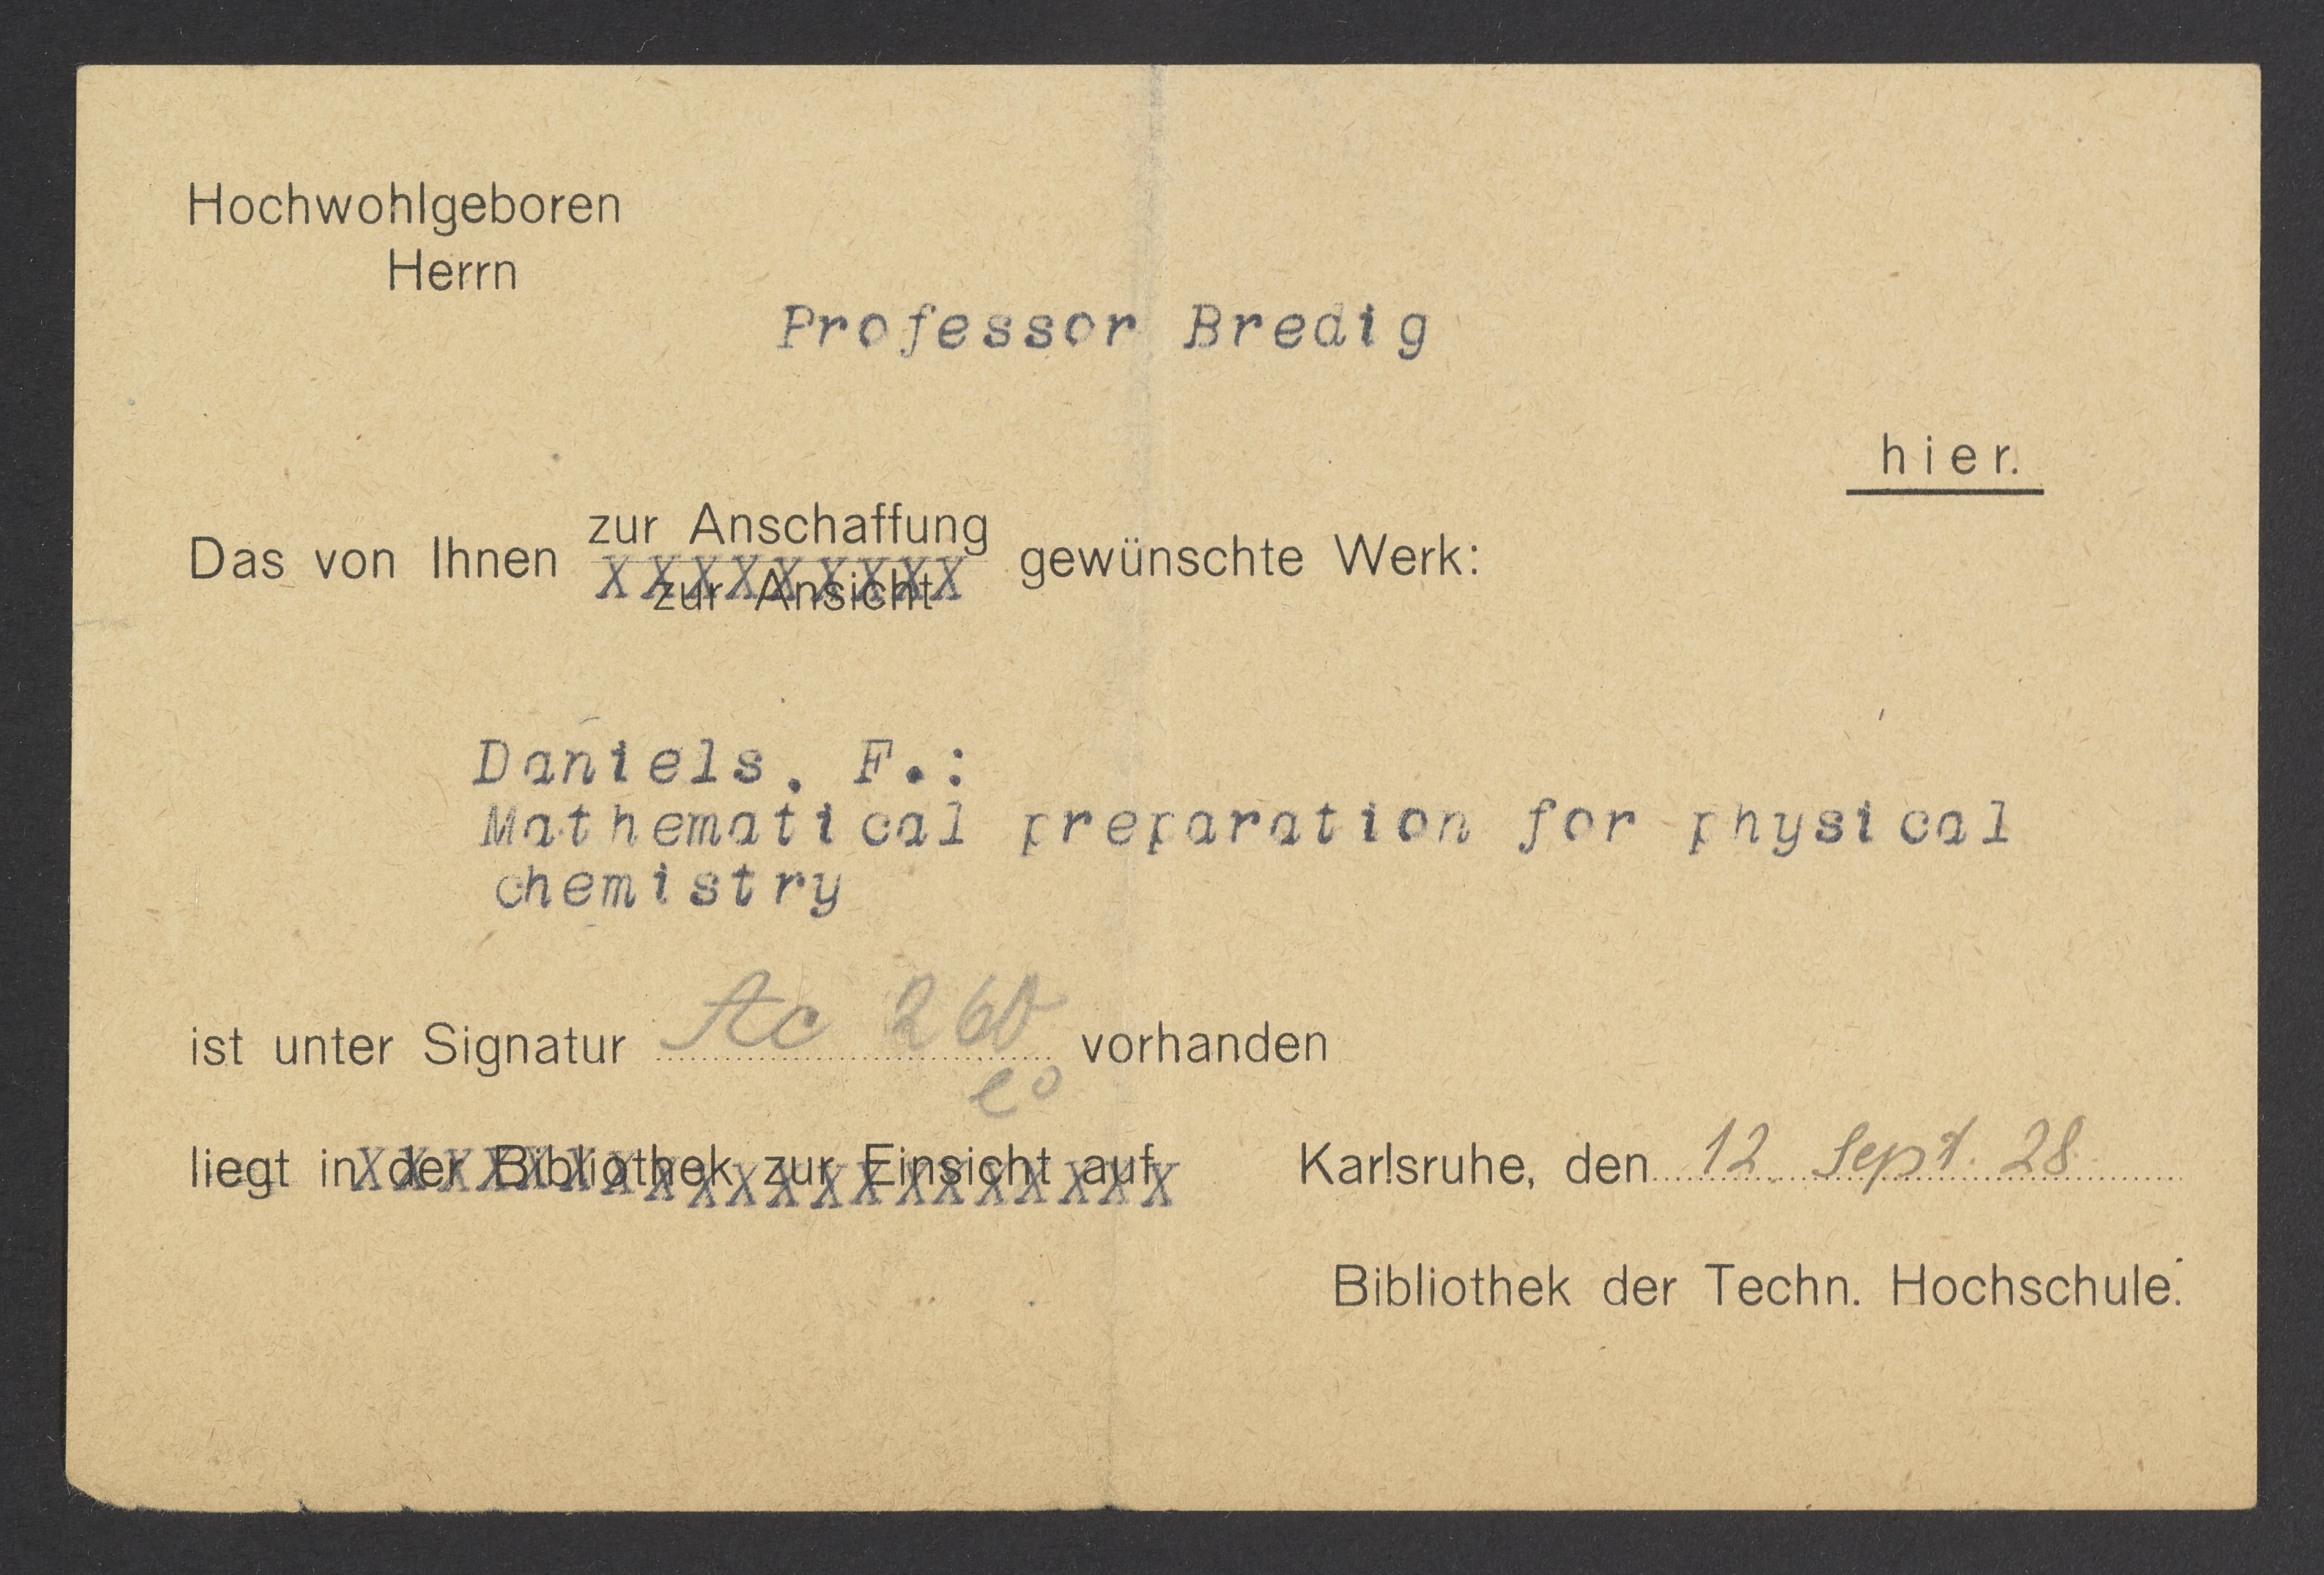 Hochwohlgeboren
Herrn
Professor Bredig
hier.
zur Anschaffung
Das von Ihnen gewünschte Werk:
zur Ansicht
Daniels, F.:
Mathematical preparation for physical
chemistry
ist unter Signatur Ac 260 vorhanden
liegt in der Bibliothek zur Einsicht auf
Karlsruhe, den 12. Sept. 28.
Bibliothek der Techn. Hochschule.